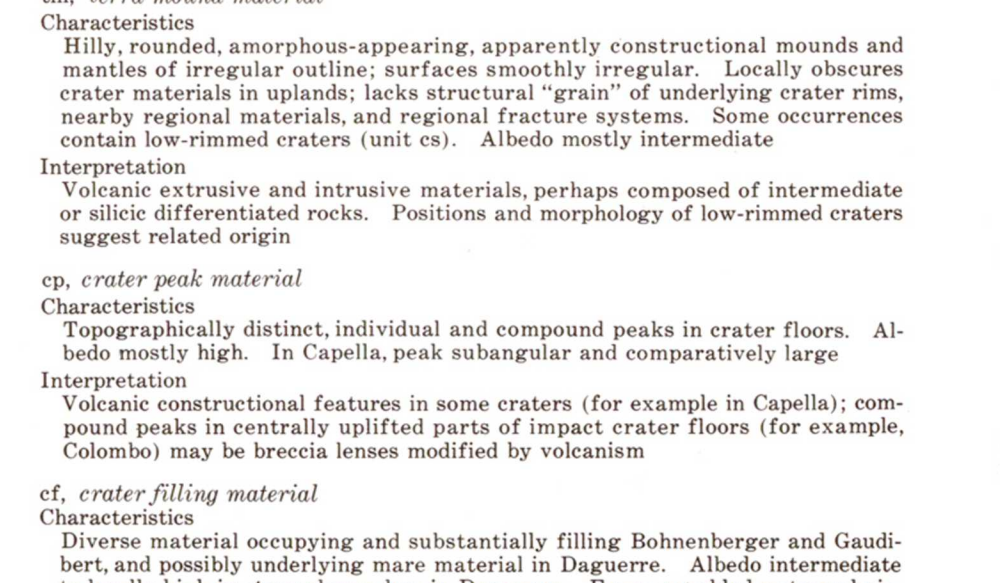 tm, terra mound material
Characteristics
Hilly, rounded, amorphous-appearing, apparently constructional mounds and
mantles of irregular outline; surfaces smoothly irregular. Locally obscures
crater materials in uplands; lacks structural “grain” of underlying crater rims,
nearby regional materials, and regional fracture systems. Some occurrences
contain low-rimmed craters (unit cs). Albedo mostly intermediate
Interpretation
Volcanic extrusive and intrusive materials, perhaps composed of intermediate
or silicic differentiated rocks. Positions and morphology of low-rimmed craters
suggest related origin
cp, crater peak material
Characteristics
Topographically distinct, individual and compound peaks in crater floors. Al-
bedo mostly high. In Capella, peak subangular and comparatively large
Interpretation
Volcanic constructional features in some craters (for example in Capella); com-
pound peaks in centrally uplifted parts of impact crater floors (for example,
Colombo) may be breccia lenses modified by volcanism
cf, crater filling material
Characteristics
Diverse material occupying and substantially filling Bohnenberger and Gaudi-
bert, and possibly underlying mare material in Daguerre. Albedo intermediate